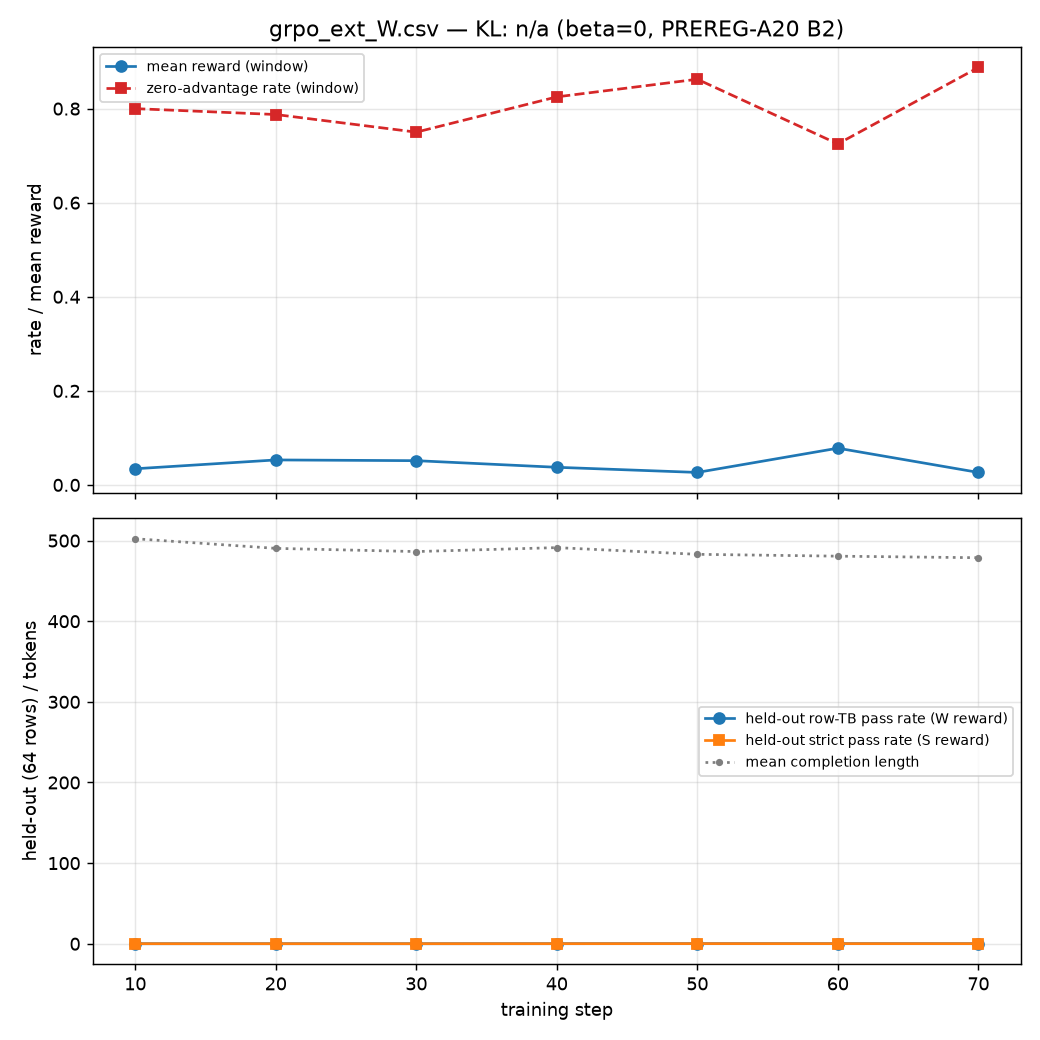 grpo_ext_W.csv — KL: n/a (beta=0, PREREG-A20 B2)
mean reward (window)
zero-advantage rate (window)
rate / mean reward
0.8
0.6
0.4
0.2
0.0
held-out (64 rows) / tokens
500
400
300
200
100
0
held-out row-TB pass rate (W reward)
held-out strict pass rate (S reward)
mean completion length
10 20 30 40 50 60 70
training step